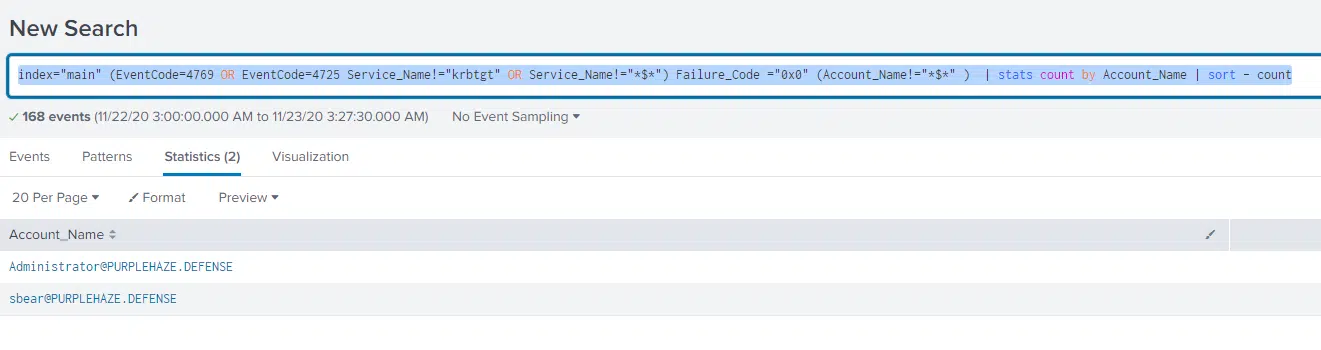 New Search
index="main" (EventCode=4769 OR EventCode=4725 Service_Name!="krbtgt" OR Service_Name!="*$*") Failure_Code ="0x0" (Account_Name!="*$*" )  | stats count by Account_Name | sort - count
168 events (11/22/20 3:00:00.000 AM to 11/23/20 3:27:30.000 AM) No Event Sampling
Events Patterns Statistics (2) Visualization
20 Per Page Format Preview
Account_Name
Administrator@PURPLEHAZE.DEFENSE
sbear@PURPLEHAZE.DEFENSE